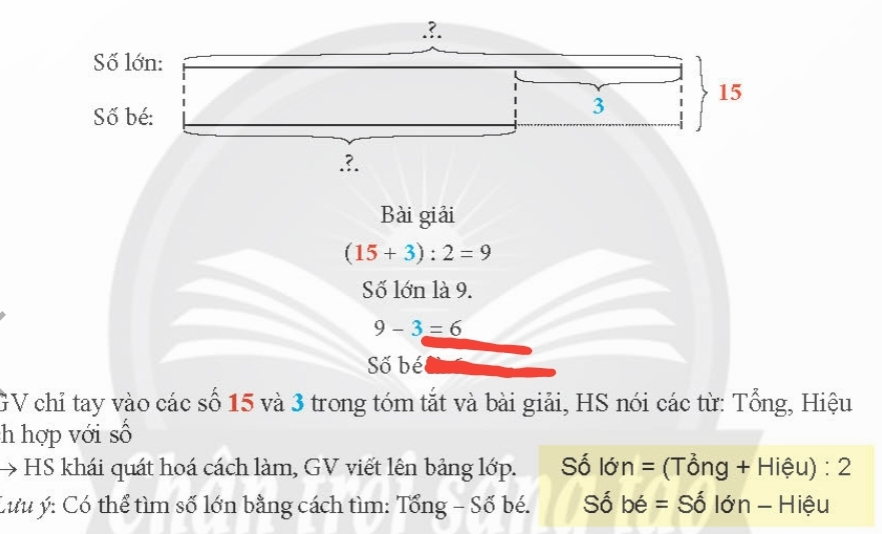 .?.
Số lớn:
3
15
Số bé:
.?.
Bài giải
(15 + 3) : 2 = 9
Số lớn là 9.
9 – 3 = 6
Số bé
GV chỉ tay vào các số 15 và 3 trong tóm tắt và bài giải, HS nói các từ: Tổng, Hiệu
h hợp với số
→ HS khái quát hoá cách làm, GV viết lên bảng lớp.
Số lớn = (Tổng + Hiệu) : 2
Lưu ý: Có thể tìm số lớn bằng cách tìm: Tổng – Số bé.
Số bé = Số lớn – Hiệu
Chân trời sáng tạo